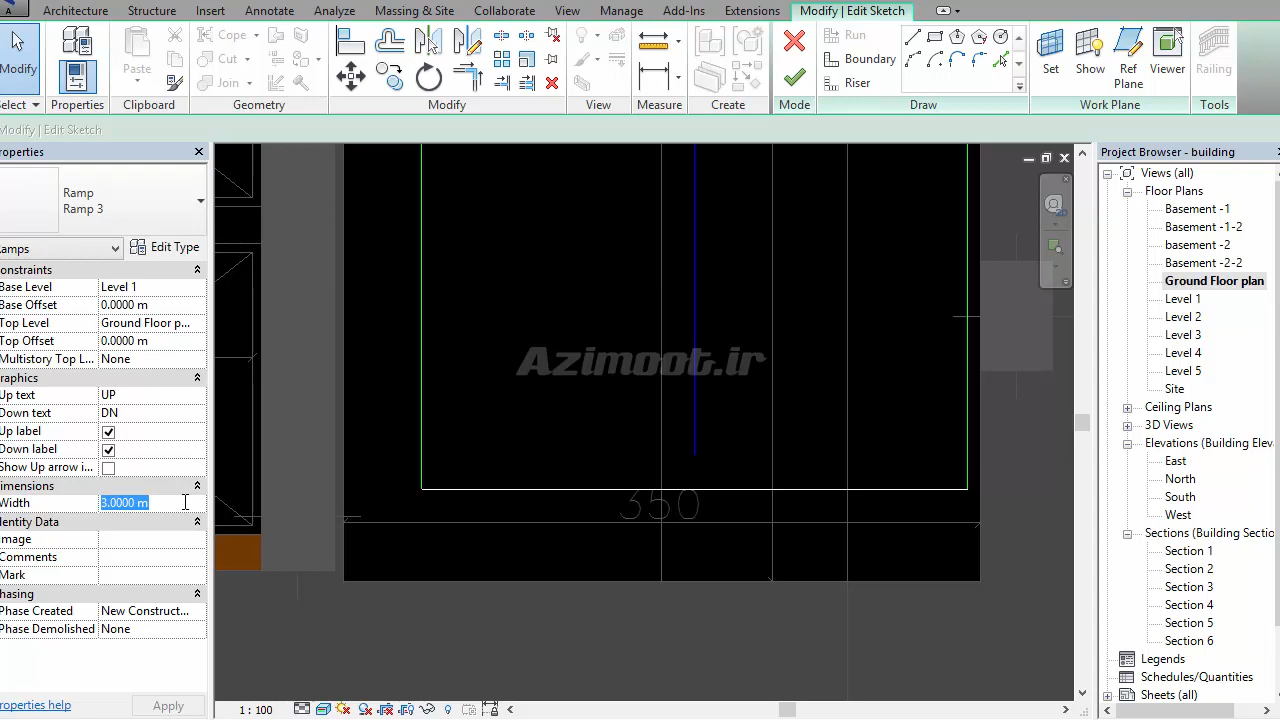 Architecture Structure Insert Annotate Analyze Massing & Site Collaborate View Manage Add-Ins Extensions Modify | Edit Sketch
Modify
Select
Properties
Paste
Clipboard
Cope
Cut
Join
Geometry
Modify
View
Measure
Create
Mode
Run
Boundary
Riser
Draw
Set
Show
Ref
Plane
Viewer
Work Plane
Railing
Tools
Modify | Edit Sketch
roperties
Ramp
Ramp 3
amps
Edit Type
onstraints
Base Level Level 1
Base Offset 0.0000 m
Top Level Ground Floor p...
Top Offset 0.0000 m
Multistory Top L... None
raphics
Up text UP
Down text DN
Up label
Down label
Show Up arrow i...
imensions
Width 3.0000 m
dentity Data
Image
Comments
Mark
hasing
Phase Created New Construct...
Phase Demolished None
roperties help
Apply
2D
Azimoot.ir
350
1 : 100
Project Browser - building
Views (all)
Floor Plans
Basement -1
Basement -1-2
basement -2
Basement -2-2
Ground Floor plan
Level 1
Level 2
Level 3
Level 4
Level 5
Site
Ceiling Plans
3D Views
Elevations (Building Elev
East
North
South
West
Sections (Building Sectio
Section 1
Section 2
Section 3
Section 4
Section 5
Section 6
Legends
Schedules/Quantities
Sheets (all)